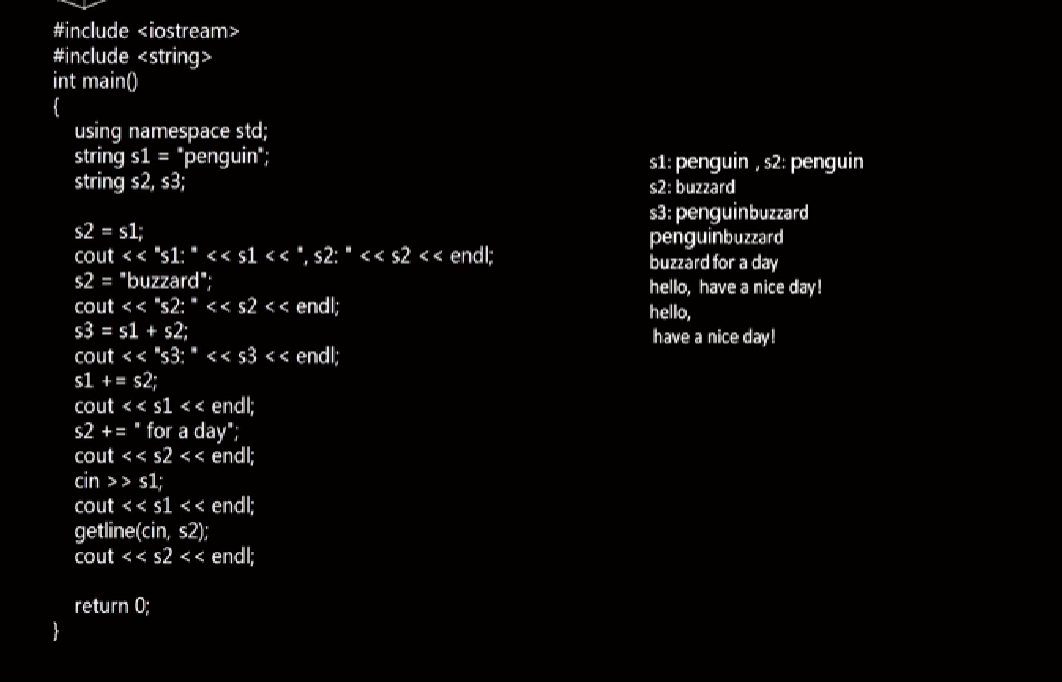 #include <iostream>
#include <string>
int main()
{
using namespace std;
string s1 = "penguin";
string s2, s3;
s2 = s1;
cout << "s1: " << s1 << ", s2: " << s2 << endl;
s2 = "buzzard";
cout << "s2: " << s2 << endl;
s3 = s1 + s2;
cout << "s3: " << s3 << endl;
s1 += s2;
cout << s1 << endl;
s2 += " for a day";
cout << s2 << endl;
cin >> s1;
cout << s1 << endl;
getline(cin, s2);
cout << s2 << endl;
return 0;
}
s1: penguin , s2: penguin
s2: buzzard
s3: penguinbuzzard
penguinbuzzard
buzzard for a day
hello, have a nice day!
hello,
have a nice day!